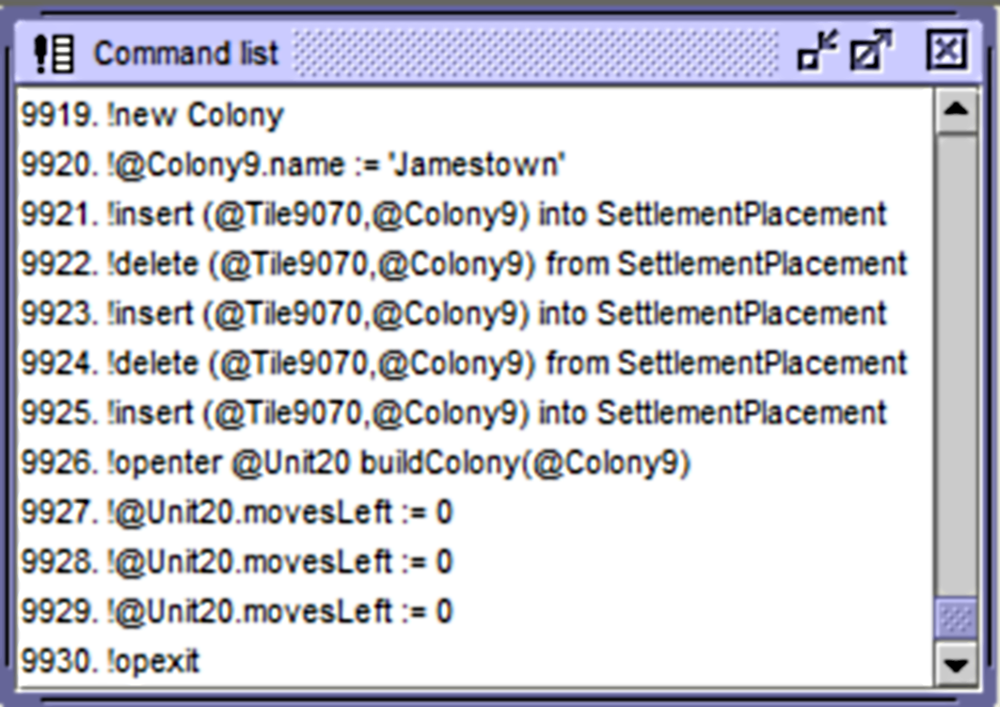 Command list
9919. !new Colony
9920. !@Colony9.name := 'Jamestown'
9921. !insert (@Tile9070,@Colony9) into SettlementPlacement
9922. !delete (@Tile9070,@Colony9) from SettlementPlacement
9923. !insert (@Tile9070,@Colony9) into SettlementPlacement
9924. !delete (@Tile9070,@Colony9) from SettlementPlacement
9925. !insert (@Tile9070,@Colony9) into SettlementPlacement
9926. !openter @Unit20 buildColony(@Colony9)
9927. !@Unit20.movesLeft := 0
9928. !@Unit20.movesLeft := 0
9929. !@Unit20.movesLeft := 0
9930. !opexit